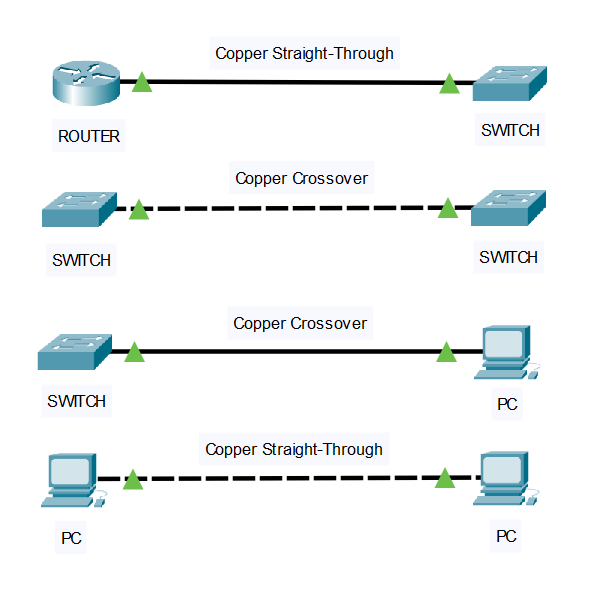 Copper Straight-Through
ROUTER
SWITCH
Copper Crossover
SWITCH
SWITCH
Copper Crossover
SWITCH
PC
Copper Straight-Through
PC
PC